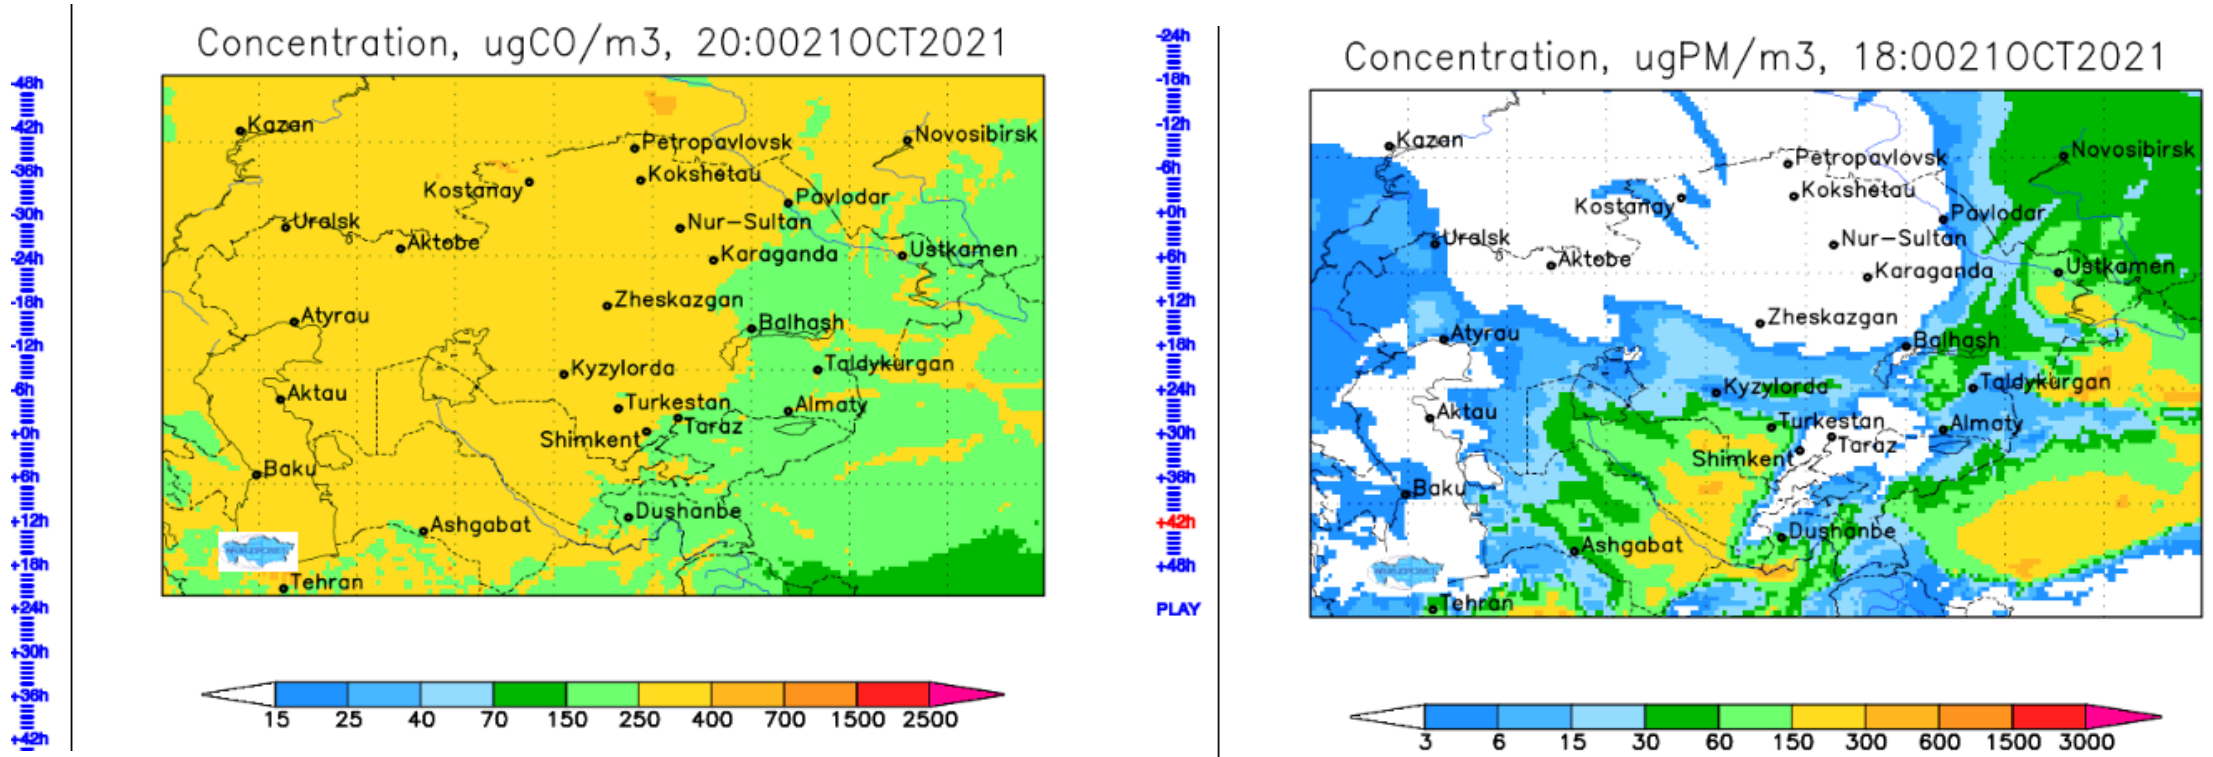 Concentration, ugCO/m3, 20:0021OCT2021
-48h
-42h
-36h
-30h
-24h
-18h
-12h
-6h
+0h
+6h
+12h
+18h
+24h
+30h
+36h
+42h
Kazan
Petropavlovsk
Novosibirsk
Kostanay
Kokshetau
Pavlodar
Uralsk
Nur-Sultan
Aktobe
Karaganda
Ustkamen
Zheskazgan
Atyrau
Balhash
Kyzylorda
Taldykurgan
Aktau
Turkestan
Almaty
Shimkent
Taraz
Baku
Dushanbe
Ashgabat
Tehran
15 25 40 70 150 250 400 700 1500 2500
-24h
-18h
-12h
-6h
+0h
+6h
+12h
+18h
+24h
+30h
+36h
+42h
+48h
PLAY
Concentration, ugPM/m3, 18:0021OCT2021
Kazan
Petropavlovsk
Novosibirsk
Kostanay
Kokshetau
Pavlodar
Uralsk
Nur-Sultan
Aktobe
Karaganda
Ustkamen
Zheskazgan
Atyrau
Balhash
Kyzylorda
Taldykurgan
Aktau
Turkestan
Almaty
Shimkent
Taraz
Baku
Dushanbe
Ashgabat
Tehran
3 6 15 30 60 150 300 600 1500 3000